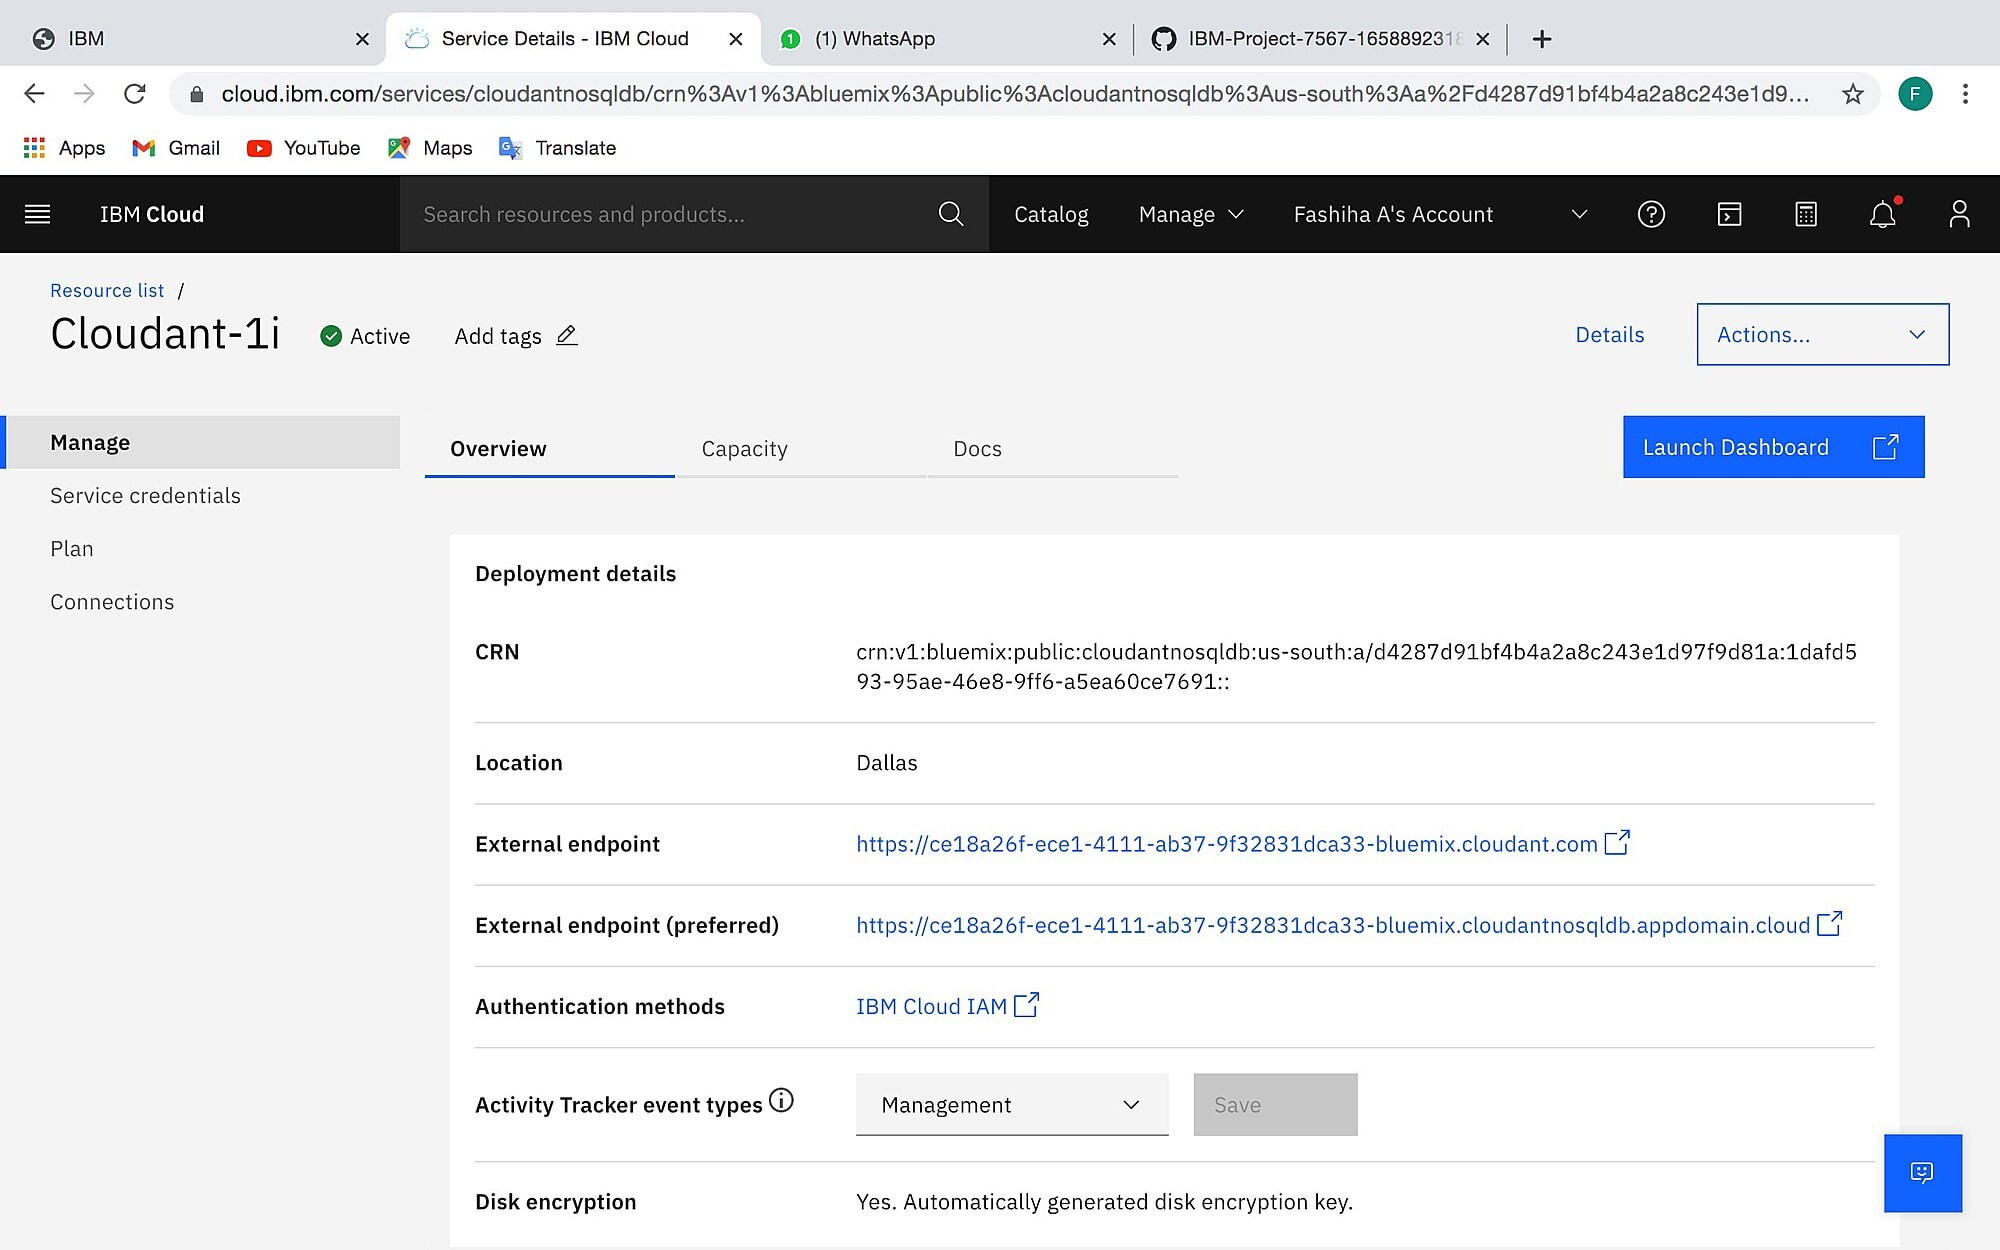 IBM
Service Details - IBM Cloud
1
(1) WhatsApp
IBM-Project-7567-1658892318
cloud.ibm.com/services/cloudantnosqldb/crn%3Av1%3Abluemix%3Apublic%3Acloudantnosqldb%3Aus-south%3Aa%2Fd4287d91bf4b4a2a8c243e1d9...
F
Apps
Gmail
YouTube
Maps
Translate
IBM Cloud
Search resources and products...
Catalog
Manage
Fashiha A's Account
Resource list /
Cloudant-1i
Active
Add tags
Details
Actions...
Manage
Service credentials
Plan
Connections
Overview
Capacity
Docs
Launch Dashboard
Deployment details
CRN
crn:v1:bluemix:public:cloudantnosqldb:us-south:a/d4287d91bf4b4a2a8c243e1d97f9d81a:1dafd5
93-95ae-46e8-9ff6-a5ea60ce7691::
Location
Dallas
External endpoint
https://ce18a26f-ece1-4111-ab37-9f32831dca33-bluemix.cloudant.com
External endpoint (preferred)
https://ce18a26f-ece1-4111-ab37-9f32831dca33-bluemix.cloudantnosqldb.appdomain.cloud
Authentication methods
IBM Cloud IAM
Activity Tracker event types
Management
Save
Disk encryption
Yes. Automatically generated disk encryption key.